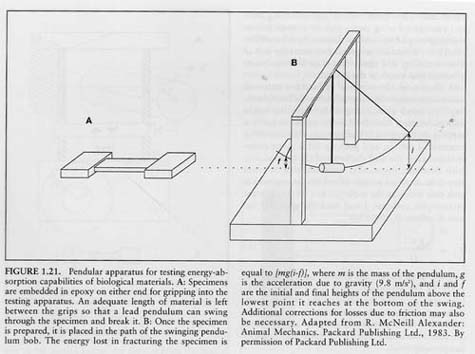 A
B
f
i
FIGURE 1.21. Pendular apparatus for testing energy-ab-
sorption capabilities of biological materials. A: Specimens
are embedded in epoxy on either end for gripping into the
testing apparatus. An adequate length of material is left
between the grips so that a lead pendulum can swing
through the specimen and break it. B: Once the specimen
is prepared, it is placed in the path of the swinging pendu-
lum bob. The energy lost in fracturing the specimen is
equal to [mg(i-f)], where m is the mass of the pendulum, g
is the acceleration due to gravity (9.8 m/s²), and i and f
are the initial and final heights of the pendulum above the
lowest point it reaches at the bottom of the swing.
Additional corrections for losses due to friction may also
be necessary. Adapted from R. McNeill Alexander:
Animal Mechanics. Packard Publishing Ltd., 1983. By
permission of Packard Publishing Ltd.